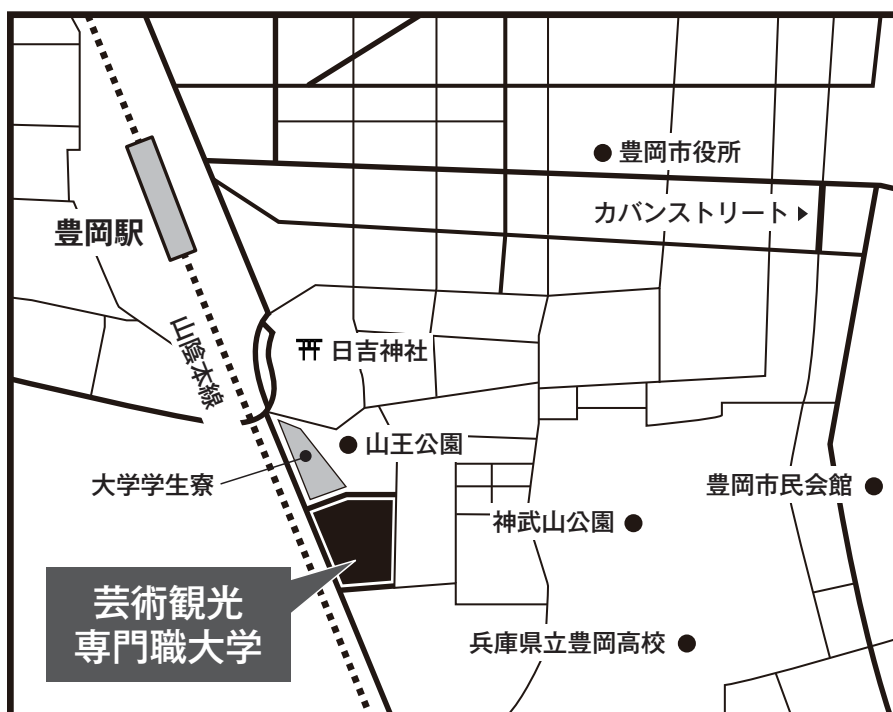 豊岡市役所
カバンストリート
豊岡駅
山陰本線
日吉神社
山王公園
大学学生寮
豊岡市民会館
神武山公園
芸術観光
専門職大学
兵庫県立豊岡高校